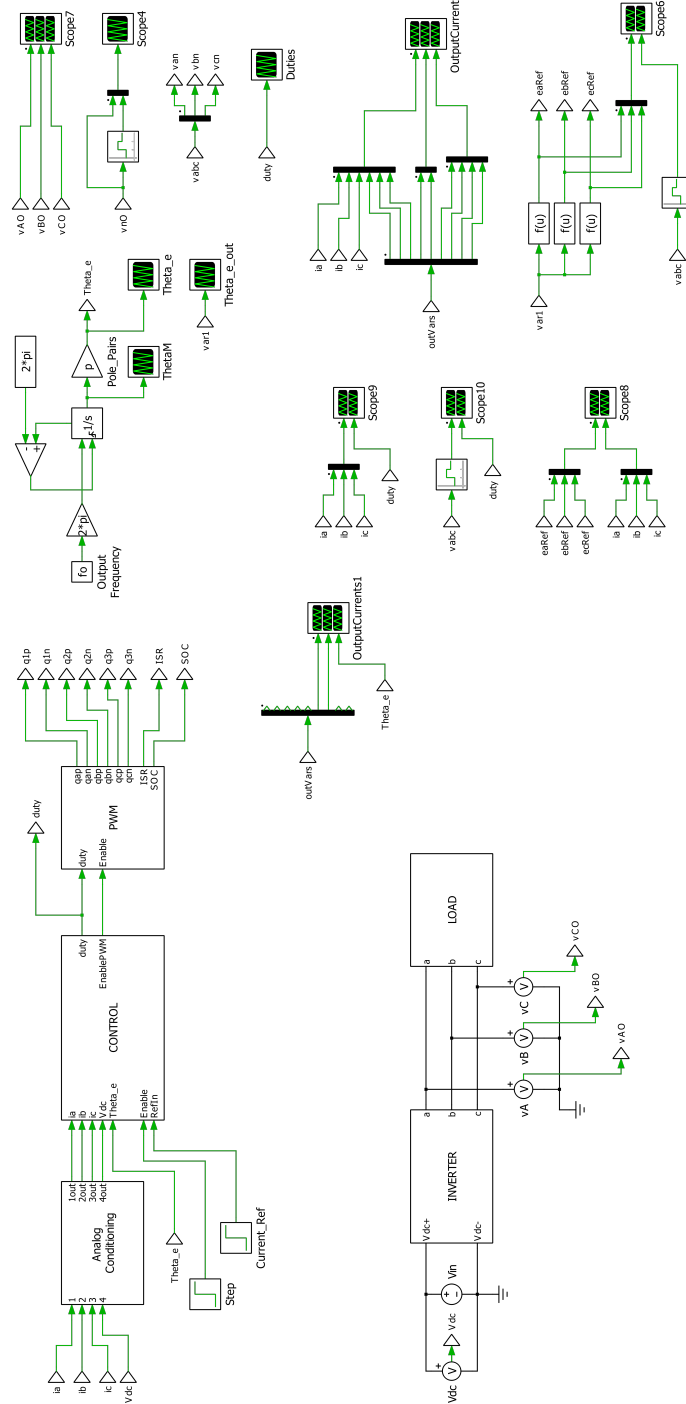 ia
ib
ic
Vdc
1
2
3
4
Analog
Conditioning
1out
2out
3out
4out
Theta_e
Step
Current_Ref
ia
ib
ic
Vdc
Theta_e
Enable
RefIn
CONTROL
duty
EnablePWM
duty
duty
Enable
PWM
qap
qan
qbp
qbn
qcp
qcn
ISR
SOC
q1p
q1n
q2p
q2n
q3p
q3n
ISR
SOC
fo
Output
Frequency
2*pi
-
+
2*pi
1/s
p
Pole_Pairs
Theta_e
Theta_e
ThetaM
var1
Theta_e_out
vAO
vBO
vCO
Scope7
vnO
Scope4
vabc
van
vbn
vcn
duty
Duties
outVars
Theta_e
OutputCurrents1
ia
ib
ic
duty
Scope9
vabc
duty
Scope10
eaRef
ebRef
ecRef
ia
ib
ic
Scope8
outVars
ia
ib
ic
OutputCurrent
var1
f(u)
f(u)
f(u)
eaRef
ebRef
ecRef
vabc
Scope6
Vdc
+
V
Vdc
+
−
Vin
Vdc+
Vdc-
INVERTER
a
b
c
+
V
vA
+
V
vB
+
V
vC
vAO
vBO
vCO
a
b
c
LOAD